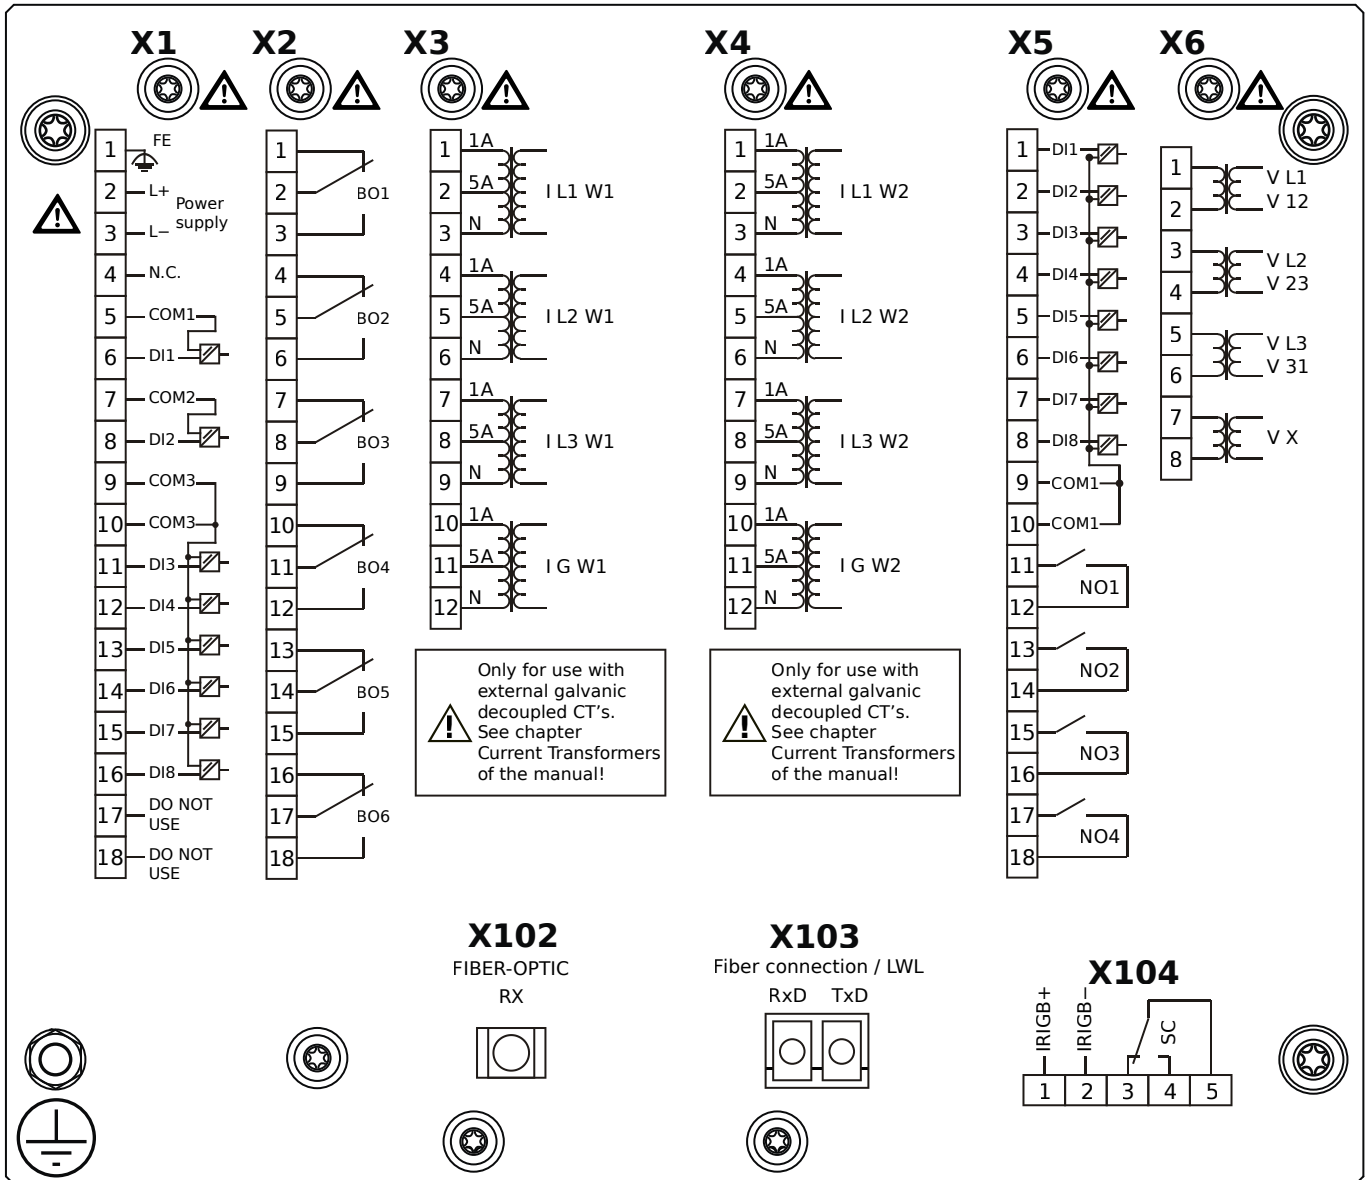 X1 X2 X3 X4 X5 X6
1 FE
2 L+
Power
supply
3 L−
4 N.C.
5 COM1
6 DI1
7 COM2
8 DI2
9 COM3
10 COM3
11 DI3
12 DI4
13 DI5
14 DI6
15 DI7
16 DI8
17 DO NOT
USE
18 DO NOT
USE
1
2 BO1
3
4
5 BO2
6
7
8 BO3
9
10
11 BO4
12
13
14 BO5
15
16
17 BO6
18
1 1A
2 5A I L1 W1
3 N
4 1A
5 5A I L2 W1
6 N
7 1A
8 5A I L3 W1
9 N
10 1A
11 5A I G W1
12 N
Only for use with
external galvanic
decoupled CT's.
See chapter
Current Transformers
of the manual!
1 1A
2 5A I L1 W2
3 N
4 1A
5 5A I L2 W2
6 N
7 1A
8 5A I L3 W2
9 N
10 1A
11 5A I G W2
12 N
Only for use with
external galvanic
decoupled CT's.
See chapter
Current Transformers
of the manual!
1 DI1
2 DI2
3 DI3
4 DI4
5 DI5
6 DI6
7 DI7
8 DI8
9 COM1
10 COM1
11
NO1
12
13
NO2
14
15
NO3
16
17
NO4
18
1 V L1
2 V 12
3 V L2
4 V 23
5 V L3
6 V 31
7
V X
8
X102
FIBER-OPTIC
RX
X103
Fiber connection / LWL
RxD TxD
X104
IRIGB+ IRIGB− SC
1 2 3 4 5